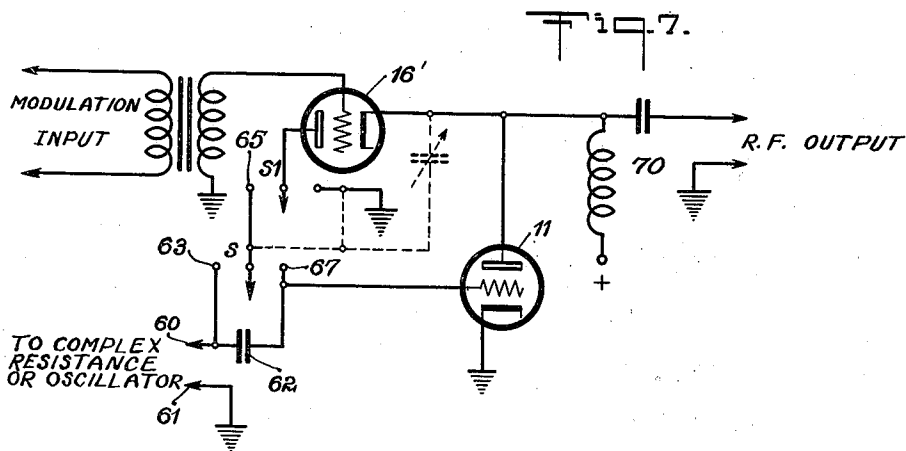 Fig. 7.
16'
MODULATION
INPUT
65
S1
R.F. OUTPUT
70
63
S
67
11
+
60
TO COMPLEX
RESISTANCE
OR OSCILLATOR
62
61